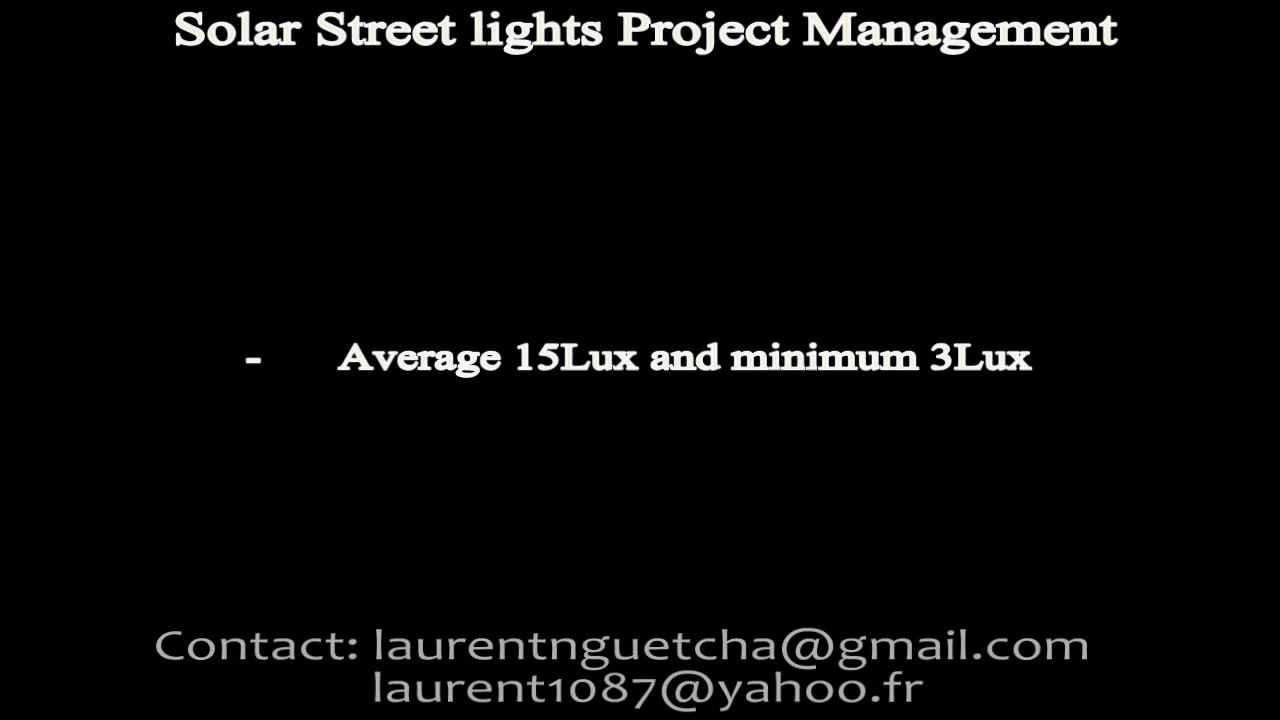 Solar Street lights Project Management
- Average 15Lux and minimum 3Lux
Contact: laurentnguetcha@gmail.com
laurent1087@yahoo.fr